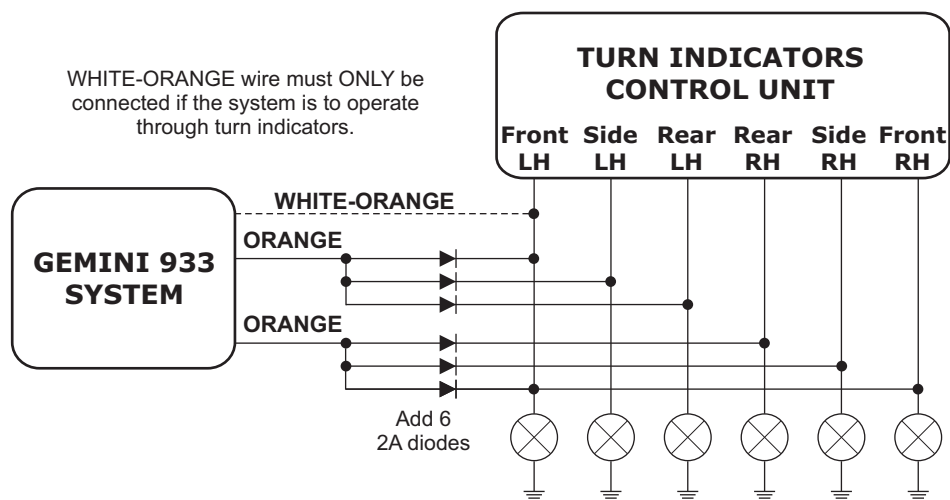 WHITE-ORANGE wire must ONLY be
connected if the system is to operate
through turn indicators.
TURN INDICATORS
CONTROL UNIT
Front Side Rear Rear Side Front
LH LH LH RH RH RH
WHITE-ORANGE
ORANGE
GEMINI 933
SYSTEM
ORANGE
Add 6
2A diodes